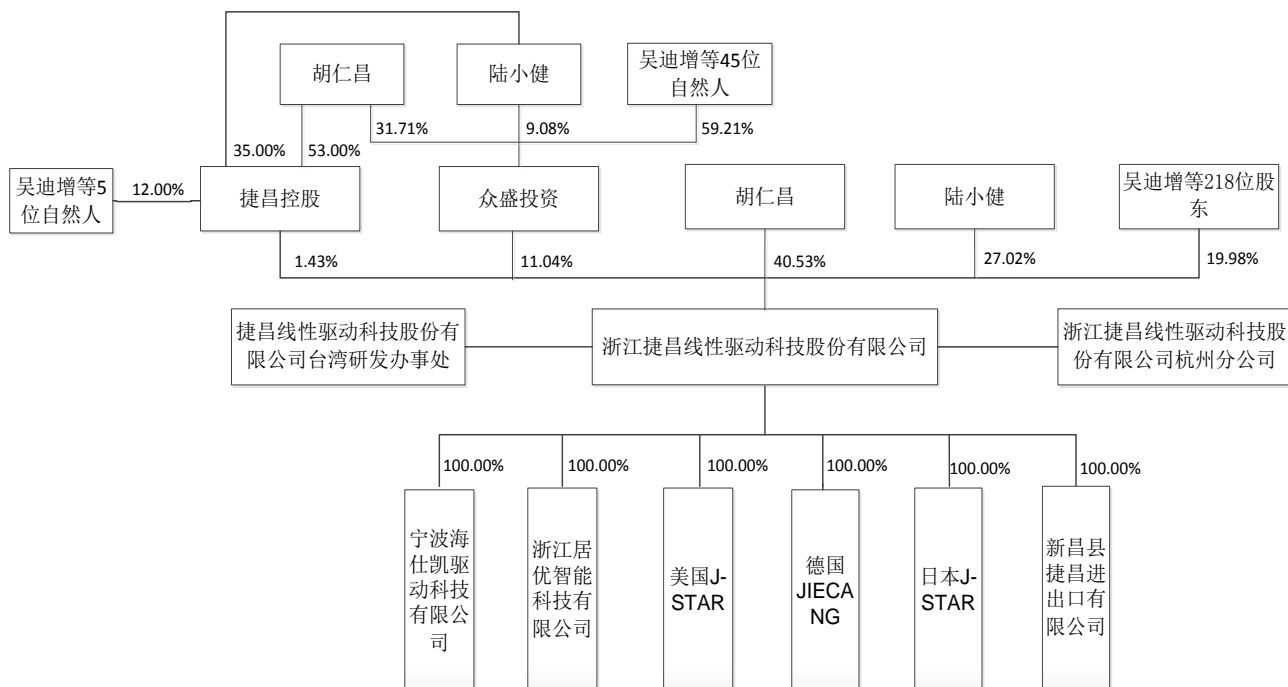 胡仁昌
陆小健
吴迪增等45位
自然人
31.71%
9.08%
59.21%
35.00%
53.00%
吴迪增等5
位自然人
12.00%
捷昌控股
众盛投资
胡仁昌
陆小健
吴迪增等218位股
东
1.43%
11.04%
40.53%
27.02%
19.98%
捷昌线性驱动科技股份有
限公司台湾研发办事处
浙江捷昌线性驱动科技股份有限公司
浙江捷昌线性驱动科技股
份有限公司杭州分公司
100.00%
100.00%
100.00%
100.00%
100.00%
100.00%
宁波海
仕凯驱
动科技
有限公
司
浙江居
优智能
科技有
限公司
美国J-
STAR
德国
JIECA
NG
日本J-
STAR
新昌县
捷昌进
出口有
限公司